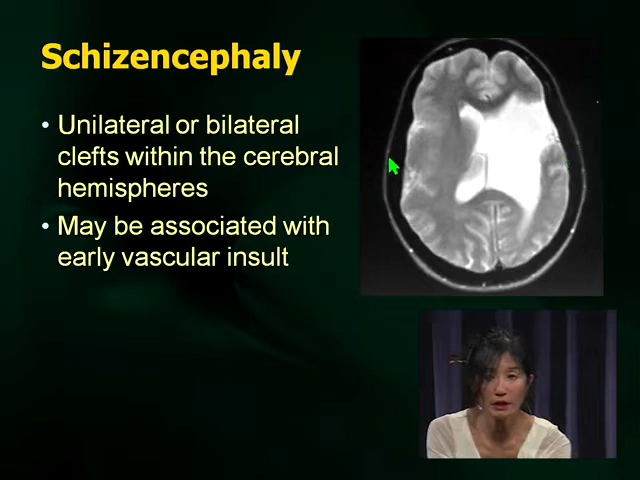 Schizencephaly
• Unilateral or bilateral
clefts within the cerebral
hemispheres
• May be associated with
early vascular insult